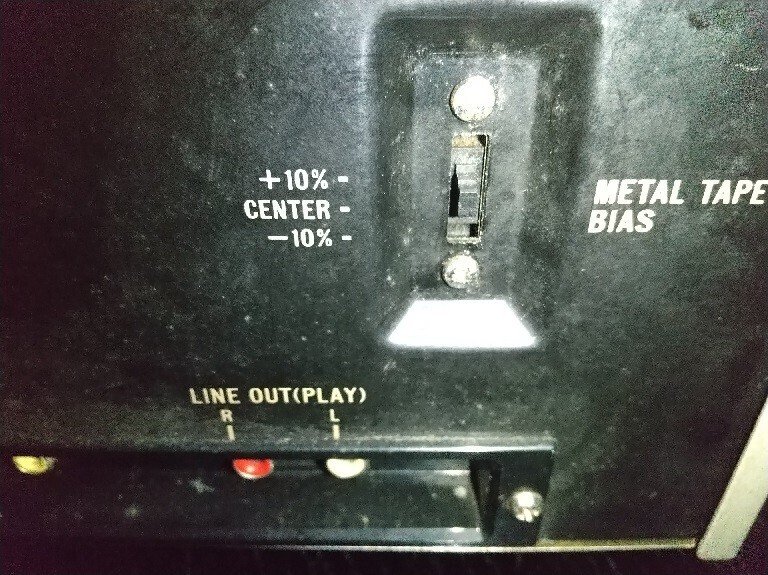 +10% -
CENTER -
-10% -
METAL TAPE
BIAS
LINE OUT(PLAY)
R L